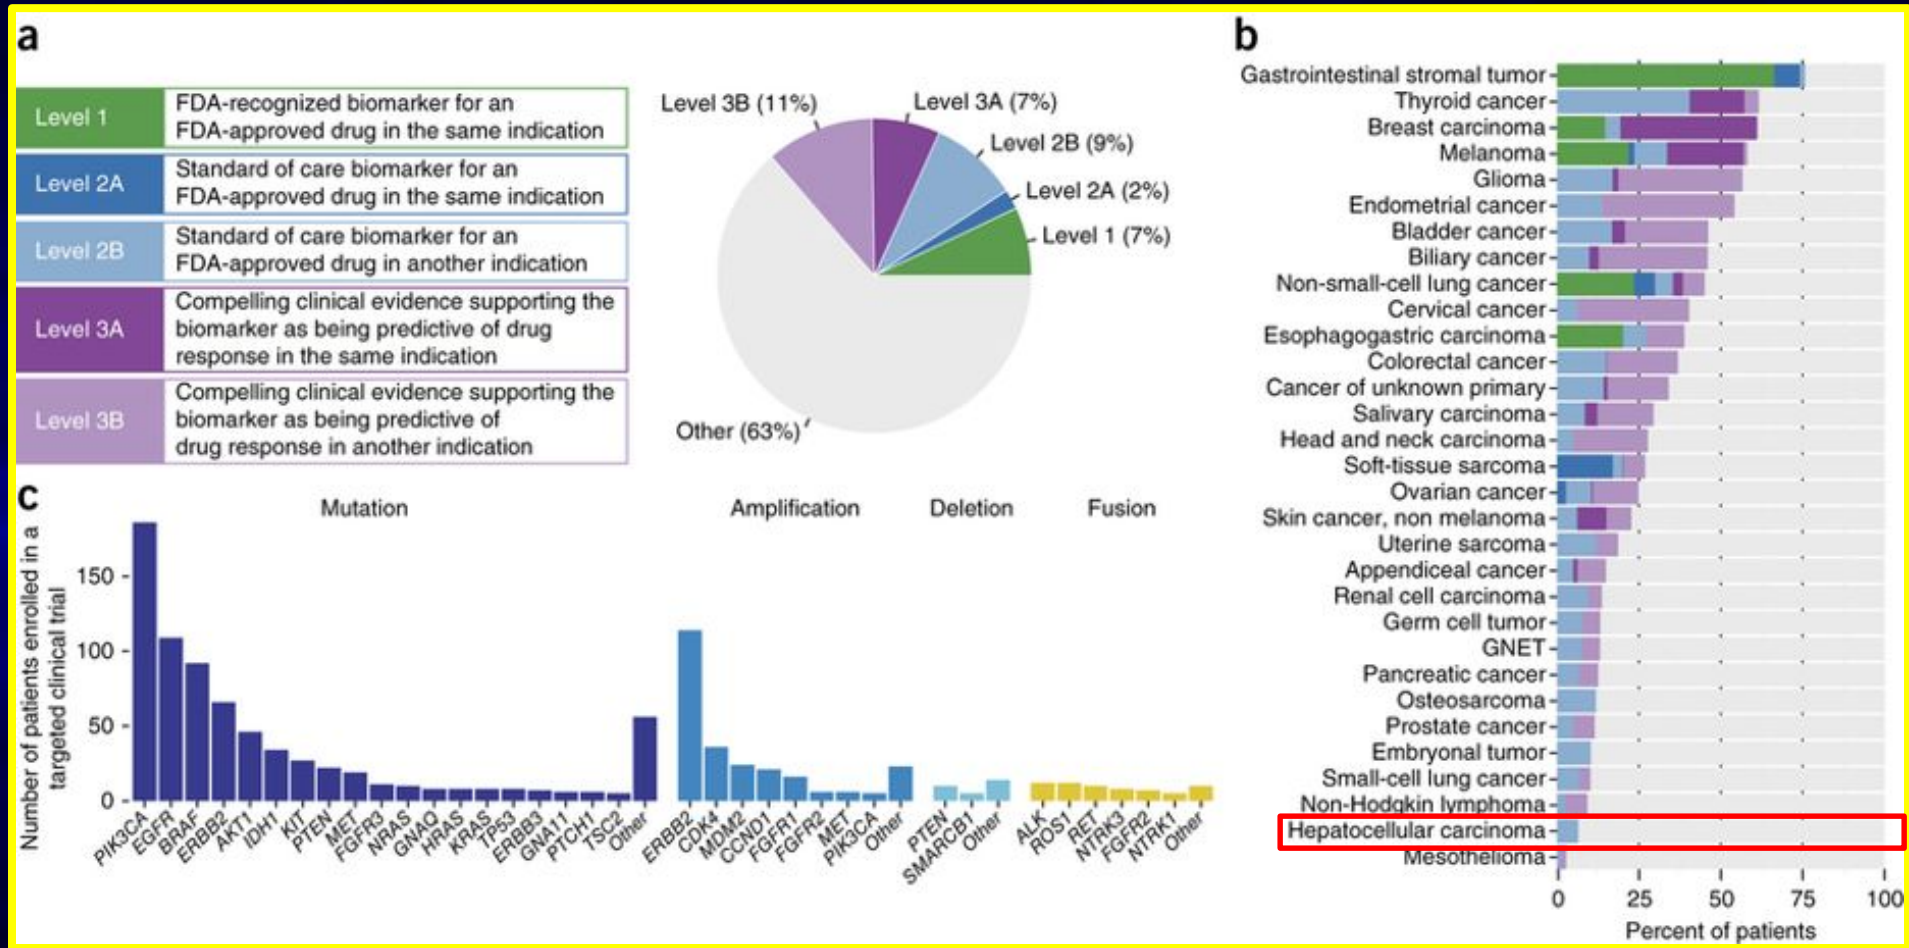 a
Level 1
FDA-recognized biomarker for an
FDA-approved drug in the same indication
Level 2A
Standard of care biomarker for an
FDA-approved drug in the same indication
Level 2B
Standard of care biomarker for an
FDA-approved drug in another indication
Level 3A
Compelling clinical evidence supporting the
biomarker as being predictive of drug
response in the same indication
Level 3B
Compelling clinical evidence supporting the
biomarker as being predictive of
drug response in another indication
Level 3B (11%)
Level 3A (7%)
Level 2B (9%)
Level 2A (2%)
Level 1 (7%)
Other (63%)
b
Gastrointestinal stromal tumor
Thyroid cancer
Breast carcinoma
Melanoma
Glioma
Endometrial cancer
Bladder cancer
Biliary cancer
Non-small-cell lung cancer
Cervical cancer
Esophagogastric carcinoma
Colorectal cancer
Cancer of unknown primary
Salivary carcinoma
Head and neck carcinoma
Soft-tissue sarcoma
Ovarian cancer
Skin cancer, non melanoma
Uterine sarcoma
Appendiceal cancer
Renal cell carcinoma
Germ cell tumor
GNET
Pancreatic cancer
Osteosarcoma
Prostate cancer
Embryonal tumor
Small-cell lung cancer
Non-Hodgkin lymphoma
Hepatocellular carcinoma
Mesothelioma
0 25 50 75 100
Percent of patients
c
Mutation Amplification Deletion Fusion
Number of patients enrolled in a
targeted clinical trial
150
100
50
0
PIK3CA EGFR BRAF ERBB2 AKT1 IDH1 KIT PTEN MET FGFR3 NRAS GNAQ HRAS KRAS TP53 ERBB3 GNA11 PTCH1 TSC2 Other
ERBB2 CDK4 MDM2 CCND1 FGFR1 FGFR2 MET PIK3CA Other
PTEN SMARCB1 Other
ALK ROS1 RET NTRK3 FGFR2 NTRK1 Other